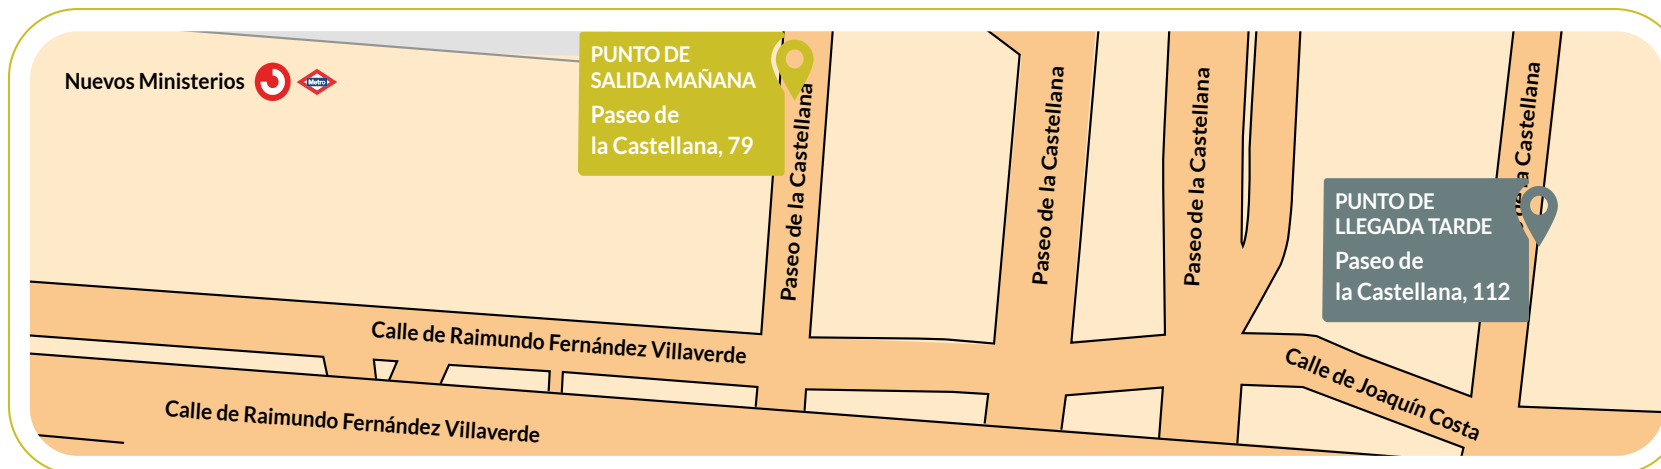 Nuevos Ministerios
Metro
PUNTO DE
SALIDA MAÑANA
Paseo de
la Castellana, 79
Paseo de la Castellana
Paseo de la Castellana
Paseo de la Castellana
la Castellana
PUNTO DE
LLEGADA TARDE
Paseo de
la Castellana, 112
Calle de Raimundo Fernández Villaverde
Calle de Joaquín Costa
Calle de Raimundo Fernández Villaverde